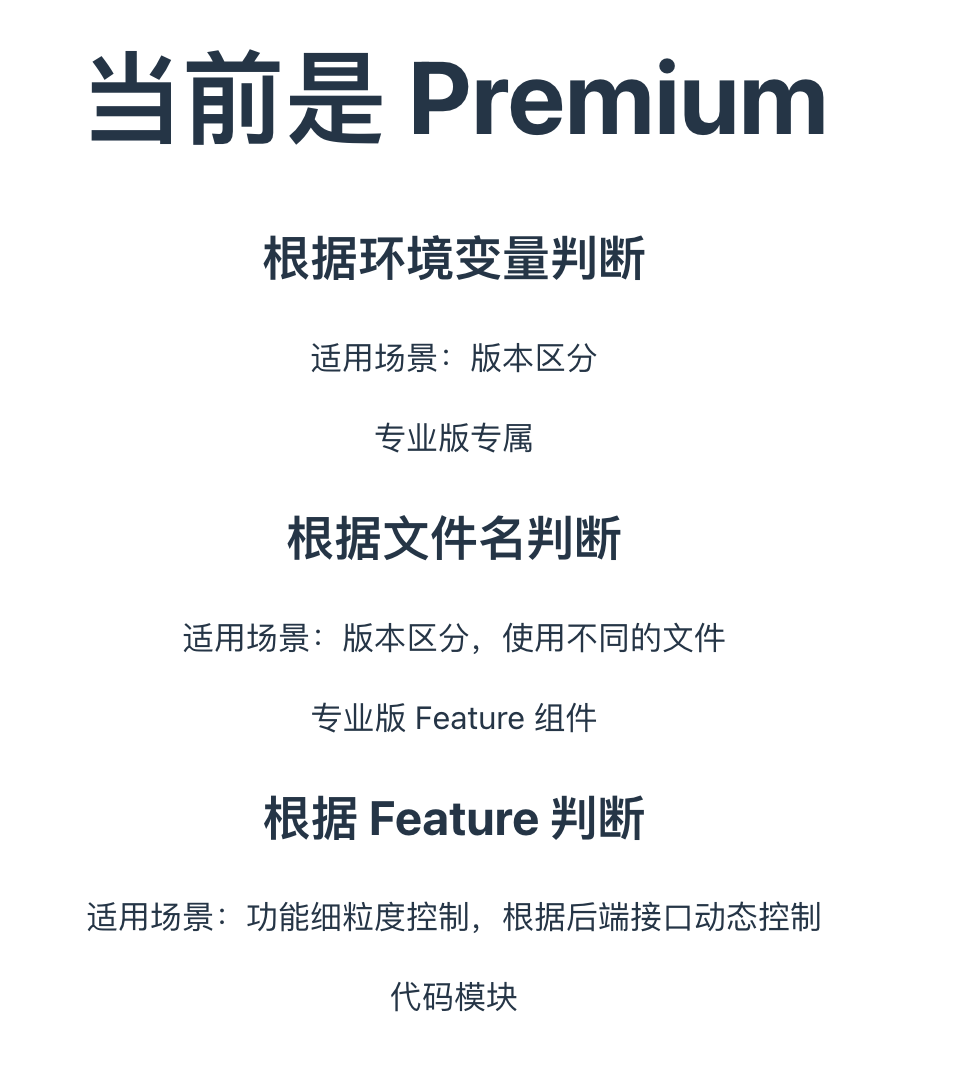 当前是 Premium
根据环境变量判断
适用场景：版本区分
专业版专属
根据文件名判断
适用场景：版本区分，使用不同的文件
专业版 Feature 组件
根据 Feature 判断
适用场景：功能细粒度控制，根据后端接口动态控制
代码模块